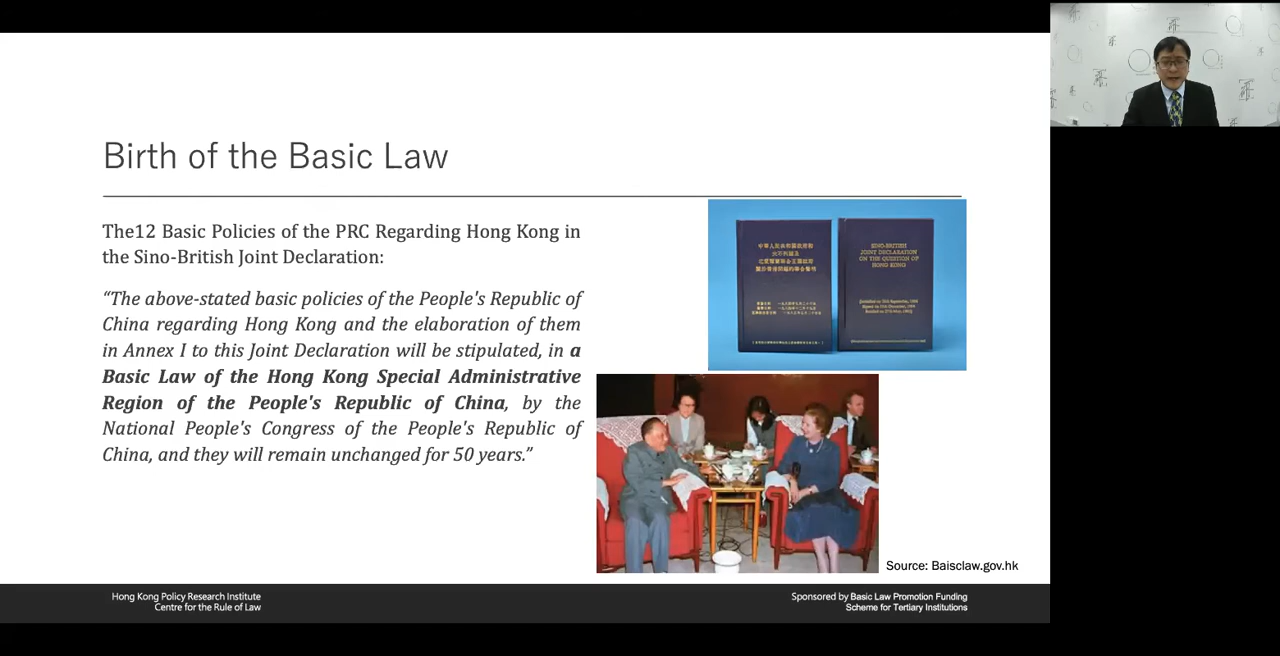 Birth of the Basic Law
The12 Basic Policies of the PRC Regarding Hong Kong in
the Sino-British Joint Declaration:
“The above-stated basic policies of the People's Republic of
China regarding Hong Kong and the elaboration of them
in Annex I to this Joint Declaration will be stipulated, in a
Basic Law of the Hong Kong Special Administrative
Region of the People's Republic of China, by the
National People's Congress of the People's Republic of
China, and they will remain unchanged for 50 years.”
SINO-BRITISH
JOINT DECLARATION
ON THE QUESTION OF
HONG KONG
Source: Baisclaw.gov.hk
Hong Kong Policy Research Institute
Centre for the Rule of Law
Sponsored by Basic Law Promotion Funding
Scheme for Tertiary Institutions